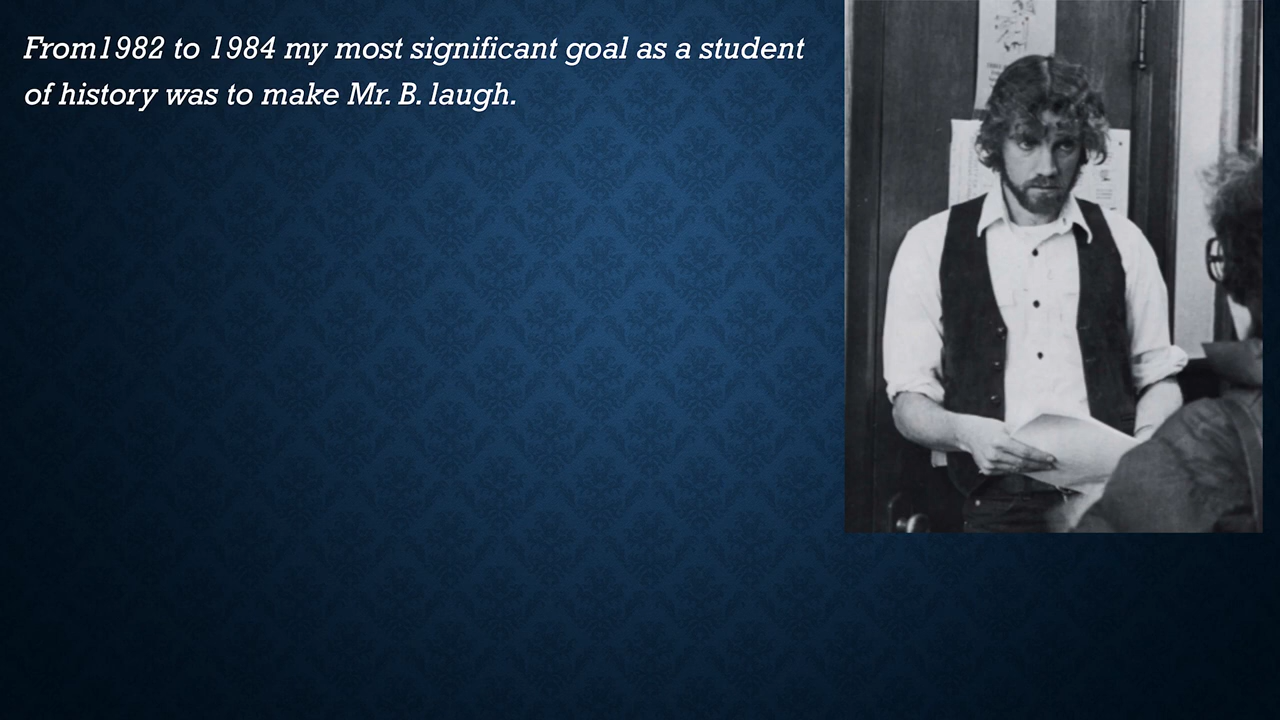 From1982 to 1984 my most significant goal as a student
of history was to make Mr. B. laugh.